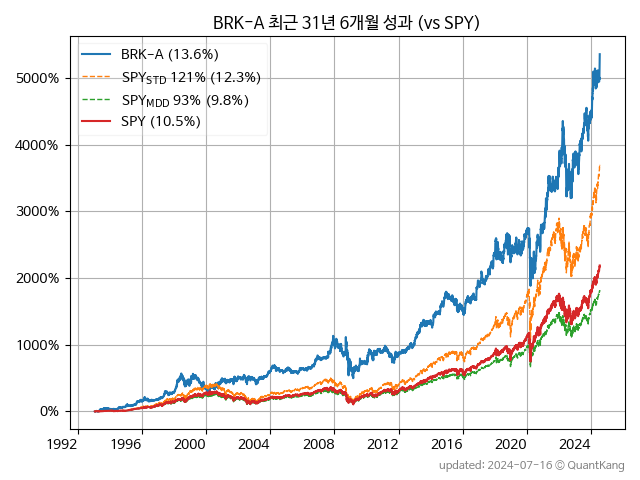 BRK-A 최근 31년 6개월 성과 (vs SPY)
BRK-A (13.6%)
SPYSTD 121% (12.3%)
SPYMDD 93% (9.8%)
SPY (10.5%)
5000%
4000%
3000%
2000%
1000%
0%
1992 1996 2000 2004 2008 2012 2016 2020 2024
updated: 2024-07-16 © QuantKang